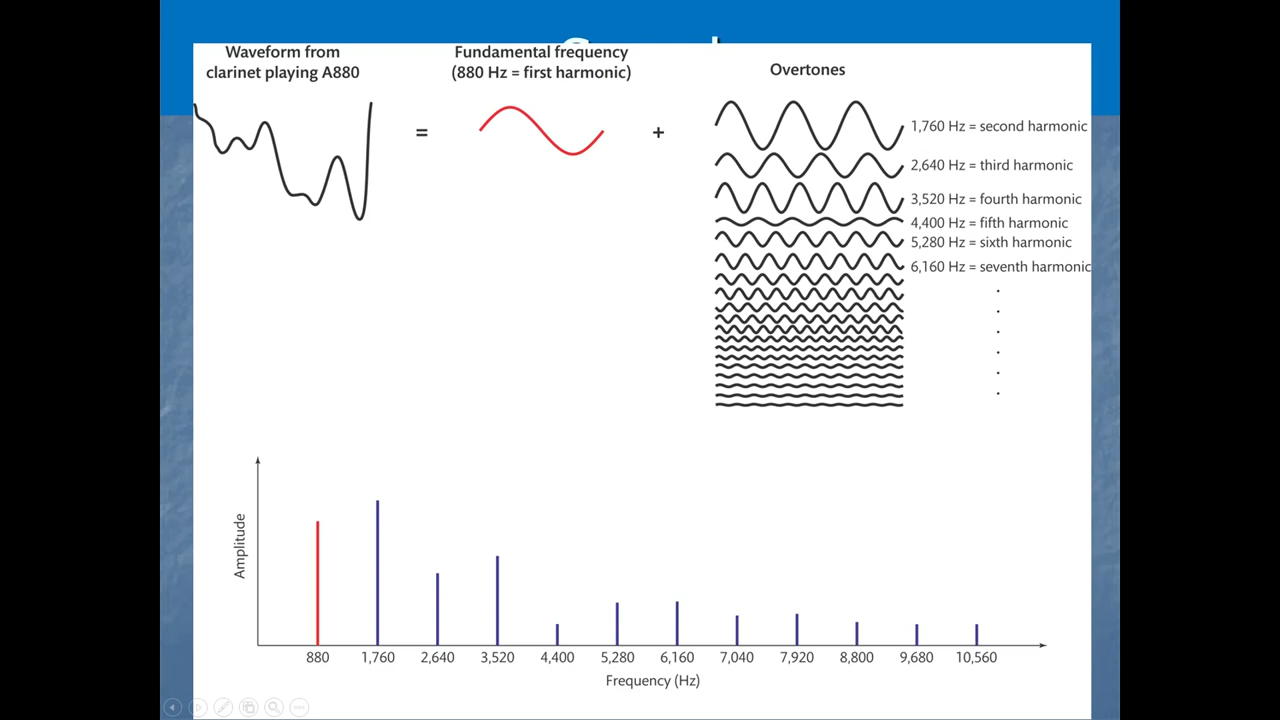 Waveform from
clarinet playing A880
=
Fundamental frequency
(880 Hz = first harmonic)
+
Overtones
1,760 Hz = second harmonic
2,640 Hz = third harmonic
3,520 Hz = fourth harmonic
4,400 Hz = fifth harmonic
5,280 Hz = sixth harmonic
6,160 Hz = seventh harmonic
Amplitude
880 1,760 2,640 3,520 4,400 5,280 6,160 7,040 7,920 8,800 9,680 10,560
Frequency (Hz)